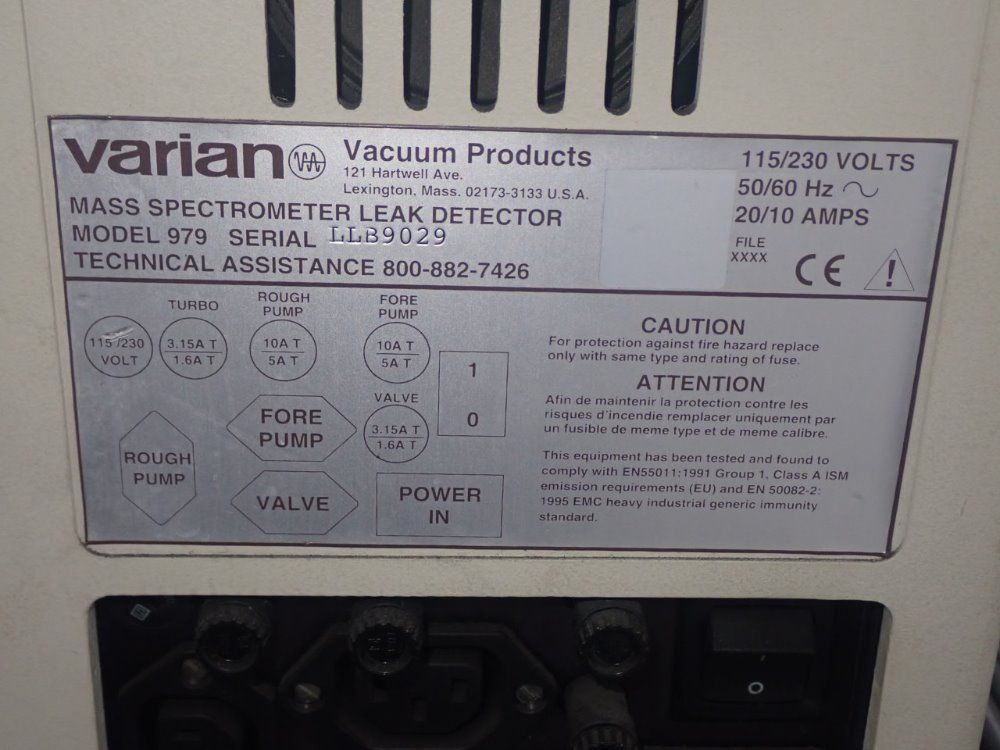 varian
Vacuum Products
121 Hartwell Ave.
Lexington, Mass. 02173-3133 U.S.A.
MASS SPECTROMETER LEAK DETECTOR
MODEL 979 SERIAL LLB9029
TECHNICAL ASSISTANCE 800-882-7426
115/230 VOLTS
50/60 Hz
20/10 AMPS
FILE
XXXX
CE
!
115/230
VOLT
TURBO
3.15A T
1.6A T
ROUGH
PUMP
10A T
5A T
FORE
PUMP
10A T
5A T
VALVE
3.15A T
1.6A T
1
0
ROUGH
PUMP
FORE
PUMP
VALVE
POWER
IN
CAUTION
For protection against fire hazard replace
only with same type and rating of fuse.
ATTENTION
Afin de maintenir la protection contre les
risques d'incendie remplacer uniquement par
un fusible de meme type et de meme calibre.
This equipment has been tested and found to
comply with EN55011:1991 Group 1, Class A ISM
emission requirements (EU) and EN 50082-2:
1995 EMC heavy industrial generic immunity
standard.